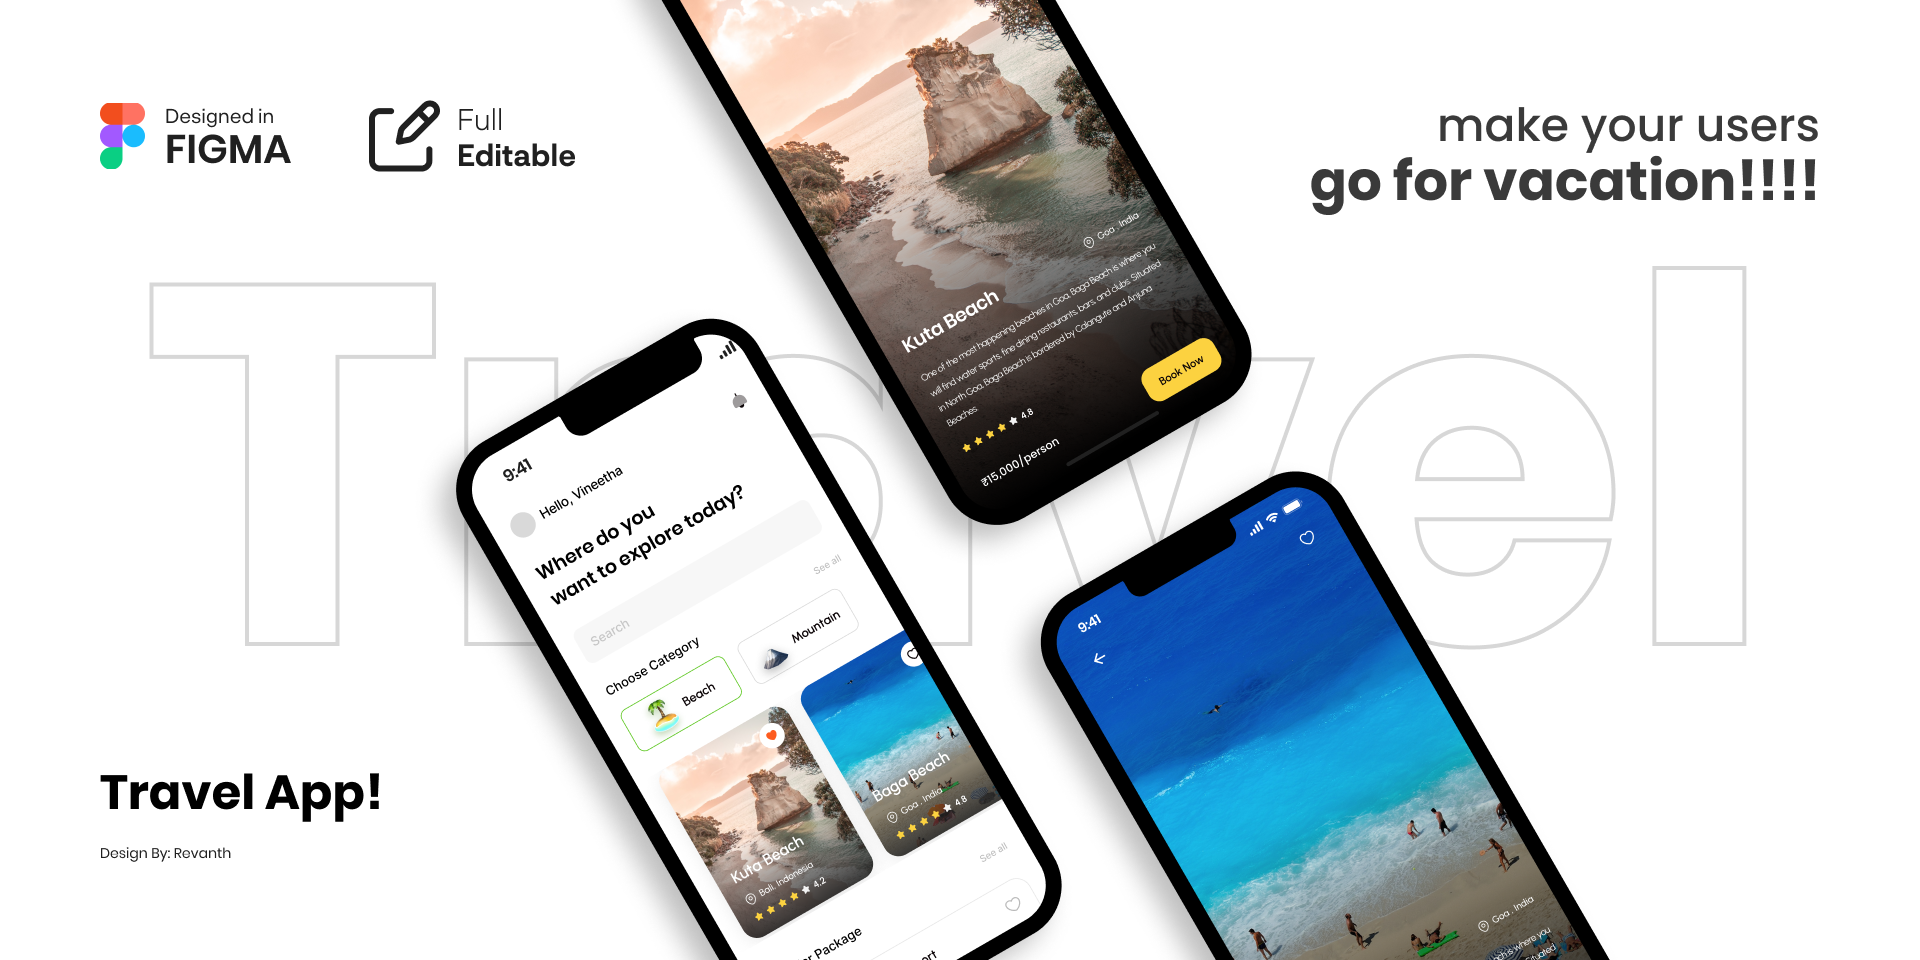 Designed in
FIGMA
Full
Editable
make your users
go for vacation!!!!
Travel
Goa . India
Kuta Beach
One of the most happening beaches in Goa. Baga Beach is where you
will find water sports, fine dining restaurants, bars, and clubs. Situated
in North Goa, Baga Beach is bordered by Calangute and Anjuna
Beaches
4.8
₹15,000/person
Book Now
9:41
Hello, Vineetha
Where do you
want to explore today?
Search
See all
Choose Category
Beach
Mountain
Kuta Beach
Bali. Indonesia
4.2
Baga Beach
Goa . India
4.8
See all
Package
9:41
Goa . India
is where you
Situated
Travel App!
Design By: Revanth